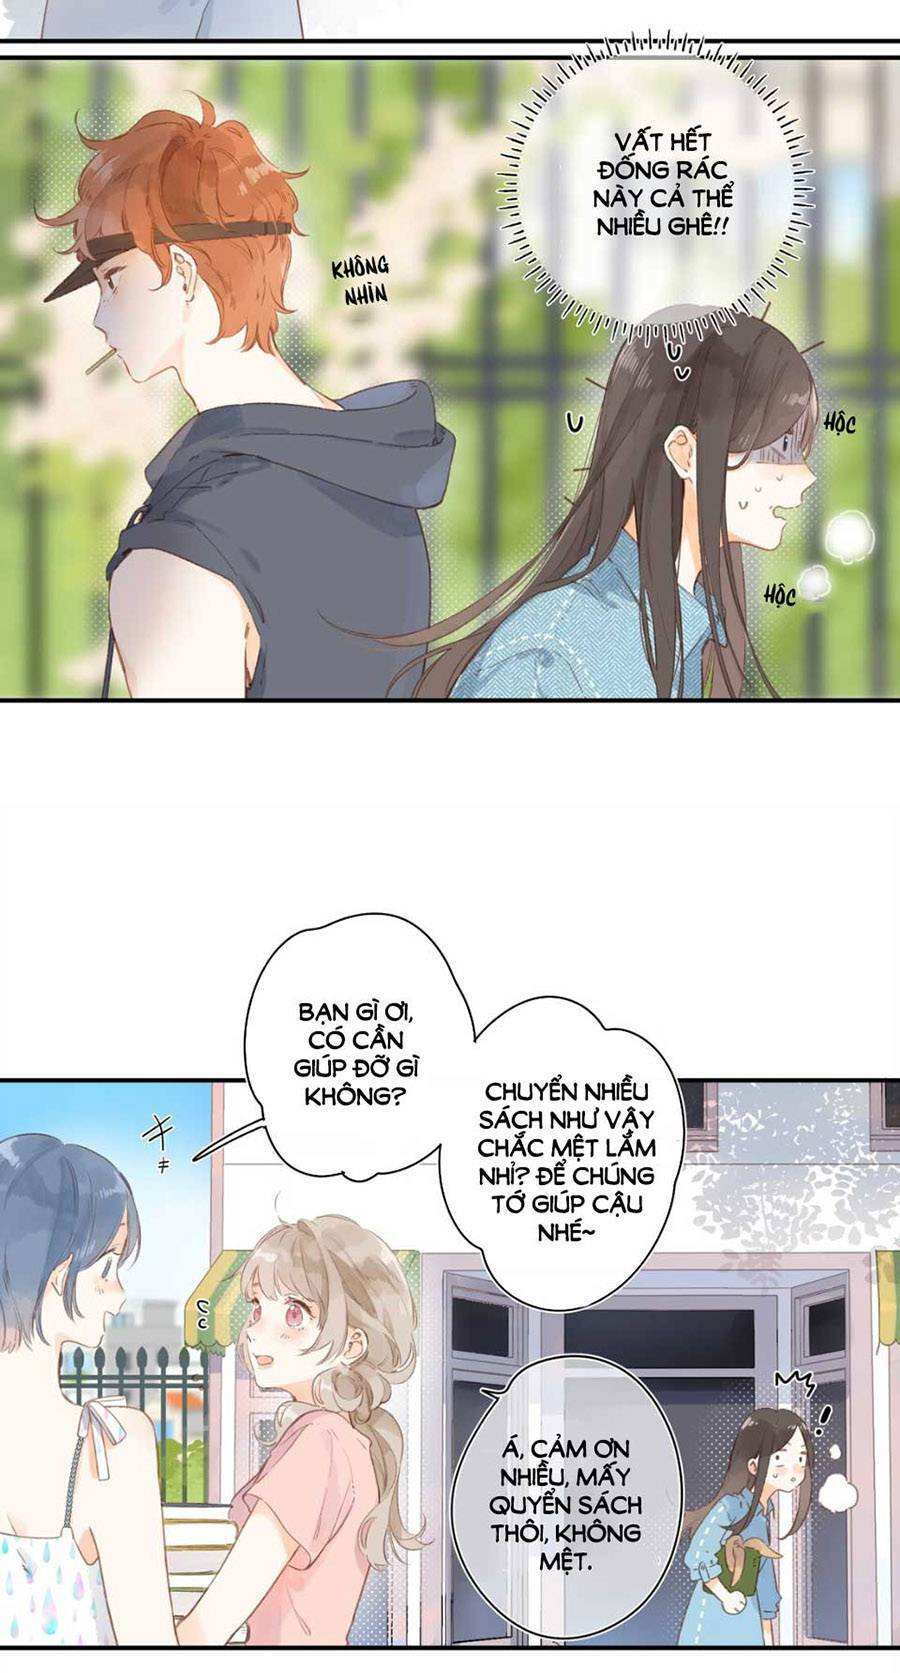 VẤT HẾT
ĐỐNG RÁC
NÀY CẢ THỂ
NHIỀU GHÊ!!
KHÔNG
NHÌN
HỘC
HỘC
BẠN GÌ ƠI,
CÓ CẦN
GIÚP ĐỠ GÌ
KHÔNG?
CHUYỂN NHIỀU
SÁCH NHƯ VẬY
CHẮC MỆT LẮM
NHỈ? ĐỂ CHÚNG
TỚ GIÚP CẬU
NHÉ~
Á, CẢM ƠN
NHIỀU, MẤY
QUYỂN SÁCH
THÔI, KHÔNG
MỆT.